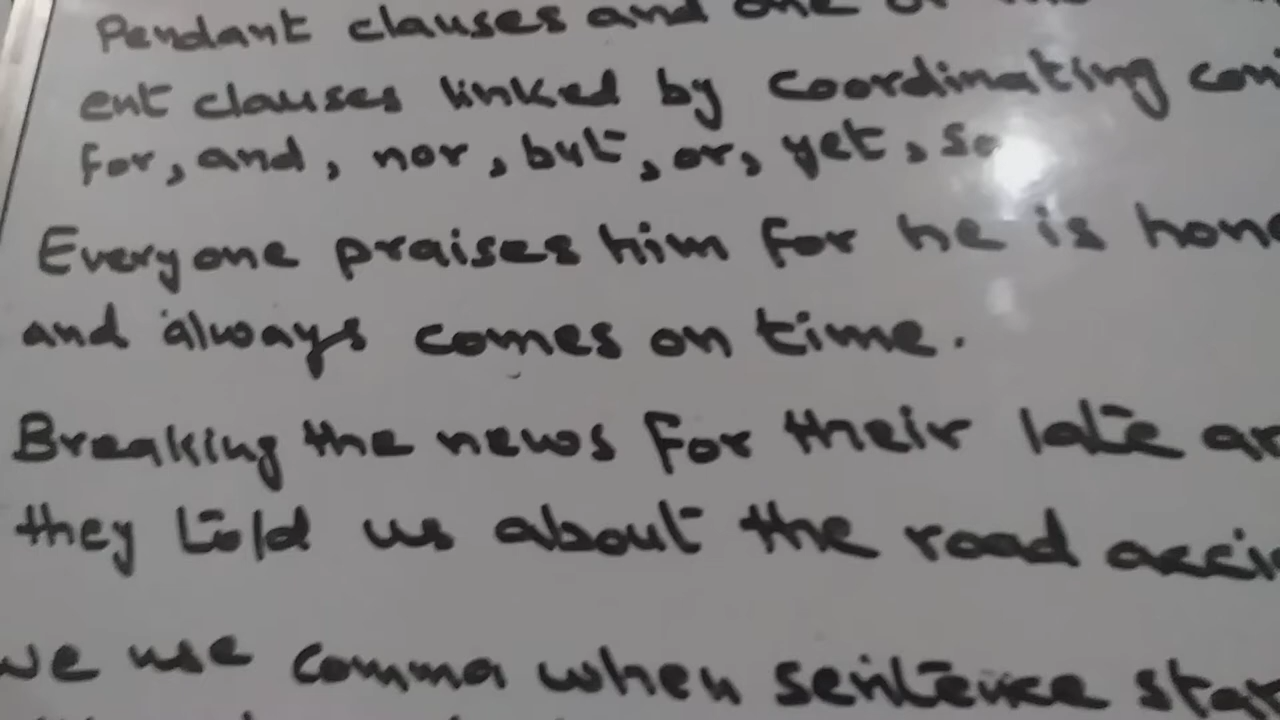 Pendant clauses and one
ent clauses linked by coordinating
for, and, nor, but, or, yet, so
Everyone praises him for he is
and always comes on time.
Breaking the news for their late
they told us about the road
we use comma when sentence